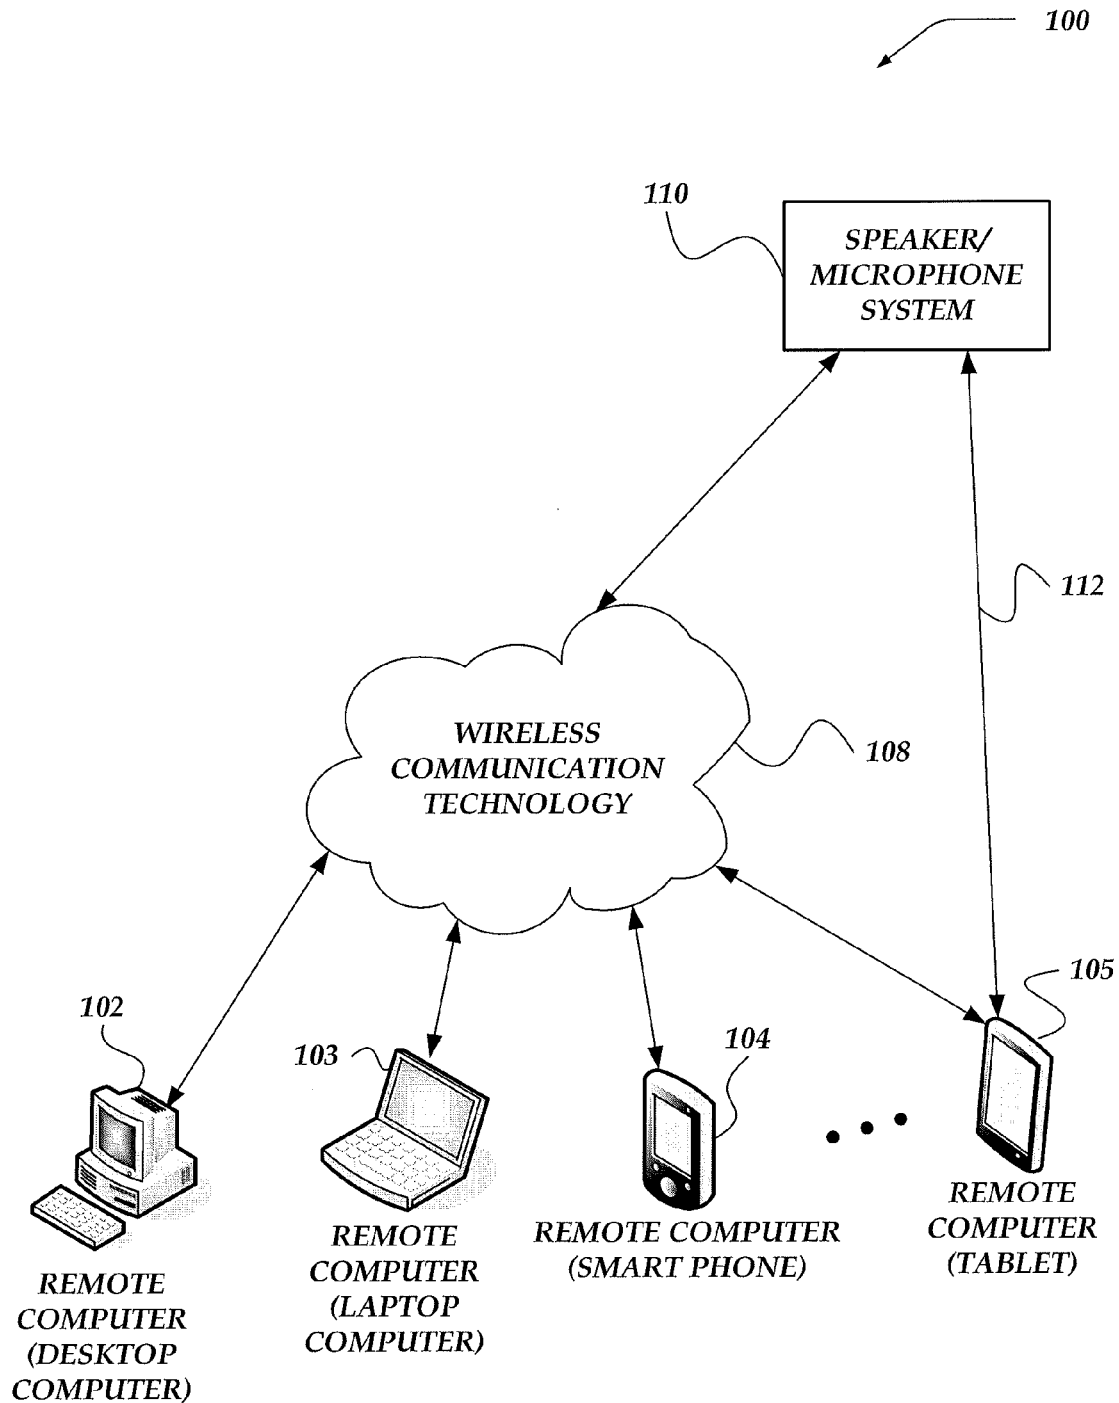 100
110
SPEAKER/
MICROPHONE
SYSTEM
112
WIRELESS
COMMUNICATION
TECHNOLOGY
108
105
102
103
104
REMOTE
COMPUTER
(TABLET)
REMOTE COMPUTER
(SMART PHONE)
REMOTE
COMPUTER
(LAPTOP
COMPUTER)
REMOTE
COMPUTER
(DESKTOP
COMPUTER)